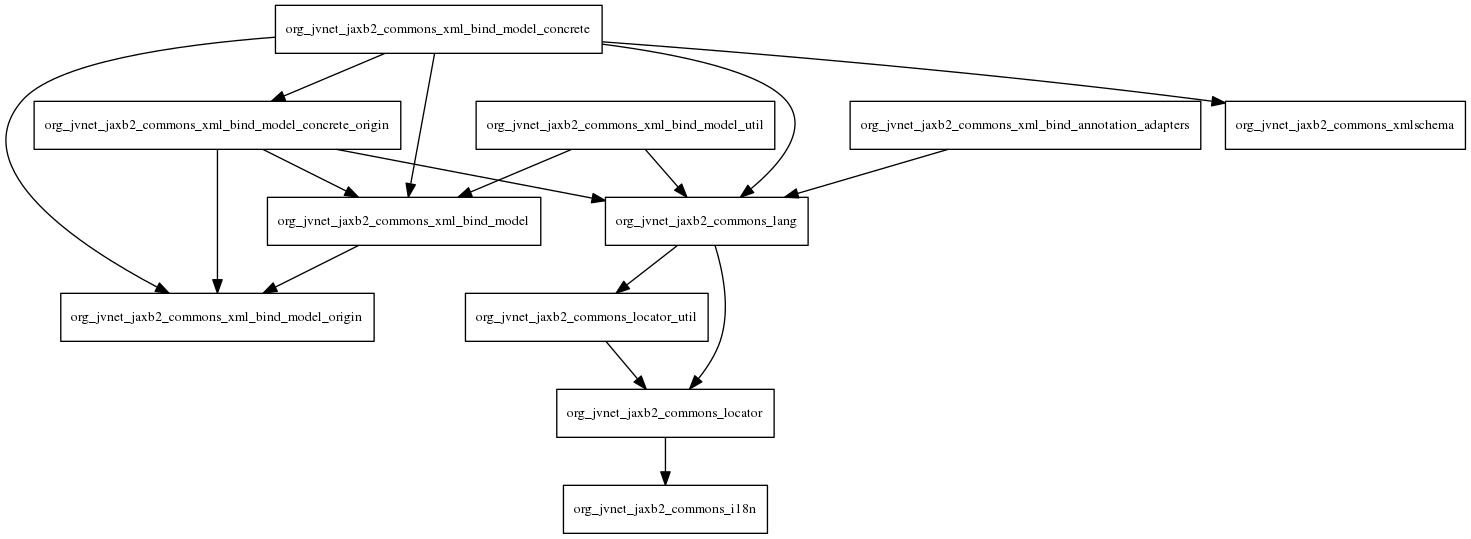 org_jvnet_jaxb2_commons_xml_bind_model_concrete
org_jvnet_jaxb2_commons_xml_bind_model_concrete_origin
org_jvnet_jaxb2_commons_xml_bind_model_util
org_jvnet_jaxb2_commons_xml_bind_annotation_adapters
org_jvnet_jaxb2_commons_xmlschema
org_jvnet_jaxb2_commons_xml_bind_model
org_jvnet_jaxb2_commons_lang
org_jvnet_jaxb2_commons_xml_bind_model_origin
org_jvnet_jaxb2_commons_locator_util
org_jvnet_jaxb2_commons_locator
org_jvnet_jaxb2_commons_i18n